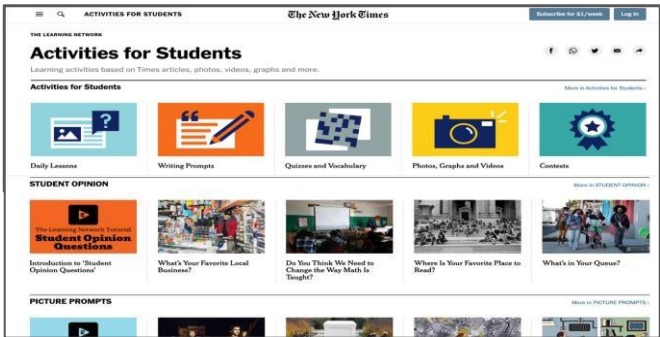 ACTIVITIES FOR STUDENTS
The New York Times
Subscribe for $1/week
Log In
THE LEARNING NETWORK
Activities for Students
Learning activities based on Times articles, photos, videos, graphs and more.
Activities for Students
More in Activities for Students ›
Daily Lessons
Writing Prompts
Quizzes and Vocabulary
Photos, Graphs and Videos
Contests
STUDENT OPINION
More in STUDENT OPINION ›
The Learning Network Tutorial
Student Opinion
Questions
Introduction to 'Student
Opinion Questions'
What's Your Favorite Local
Business?
Do You Think We Need to
Change the Way Math Is
Taught?
Where Is Your Favorite Place to
Read?
What's in Your Queue?
PICTURE PROMPTS
More in PICTURE PROMPTS ›